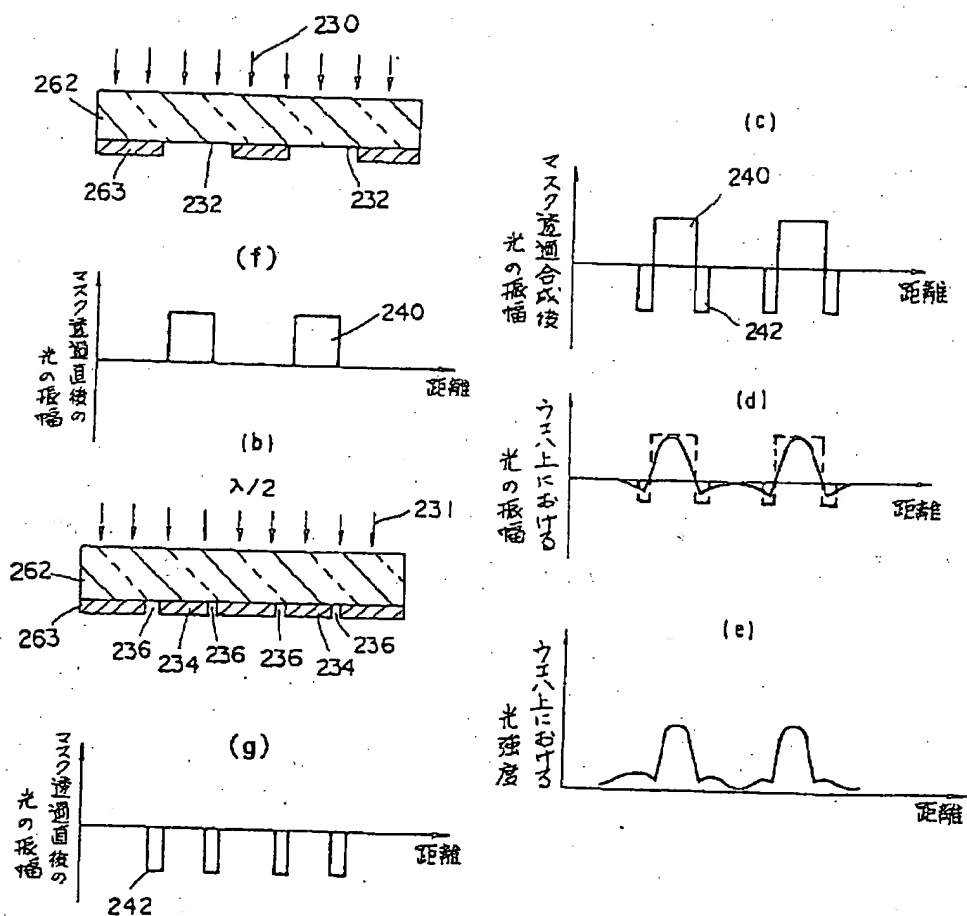 230
262
263
232
232
(f)
マスク透過直後の
光の振幅
240
距離
(b)
λ/2
231
262
263
236
234
236
236
234
236
(g)
マスク透過直後の
光の振幅
距離
242
(c)
マスク透過合成後
光の振幅
240
距離
242
(d)
ウエハ上における
光の振幅
距離
(e)
ウエハ上における
光強度
距離